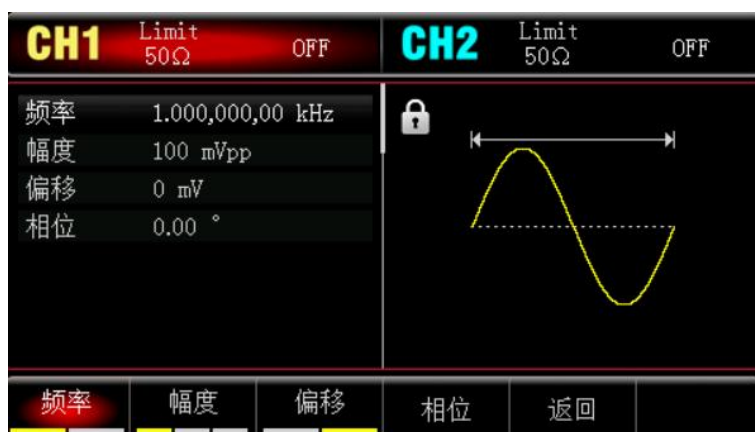 CH1 Limit 50Ω OFF CH2 Limit 50Ω OFF
频率 1.000,000,00 kHz
幅度 100 mVpp
偏移 0 mV
相位 0.00 °
频率 幅度 偏移 相位 返回